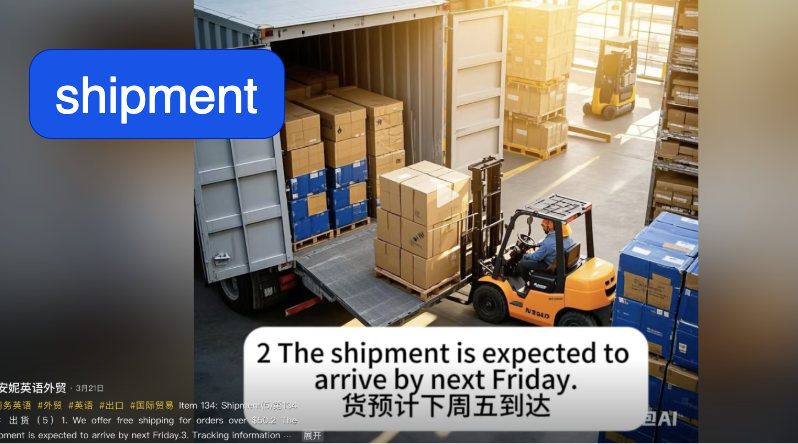 shipment
2 The shipment is expected to
arrive by next Friday.
货预计下周五到达
安妮英语外贸 · 3月21日
务英语 #外贸 #英语 #出口 #国际贸易 Item 134: Shipmen
出货 (5) 1. We offer free shipping for orders over $50.2 The
pment is expected to arrive by next Friday.3. Tracking information ... 展开
AI